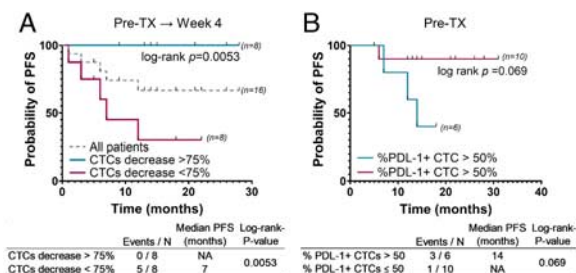 A
Pre-TX → Week 4
Probability of PFS
100
50
0
(n=8)
log-rank p=0.0053
(n=16)
(n=8)
All patients
CTCs decrease >75%
CTCs decrease <75%
0 10 20 30
Time (months)
Events / N Median PFS (months) Log-rank-P-value
CTCs decrease > 75% 0 / 8 NA 0.0053
CTCs decrease < 75% 5 / 8 7
B
Pre-TX
Probability of PFS
100
50
0
(n=10)
log rank p =0.069
(n=6)
%PDL-1+ CTC > 50%
%PDL-1+ CTC > 50%
0 10 20 30 40
Time (months)
Events / N Median PFS (months) Log-rank-P-value
% PDL-1+ CTCs > 50 3 / 6 14 0.069
% PDL-1+ CTCs ≤ 50 1 / 10 NA